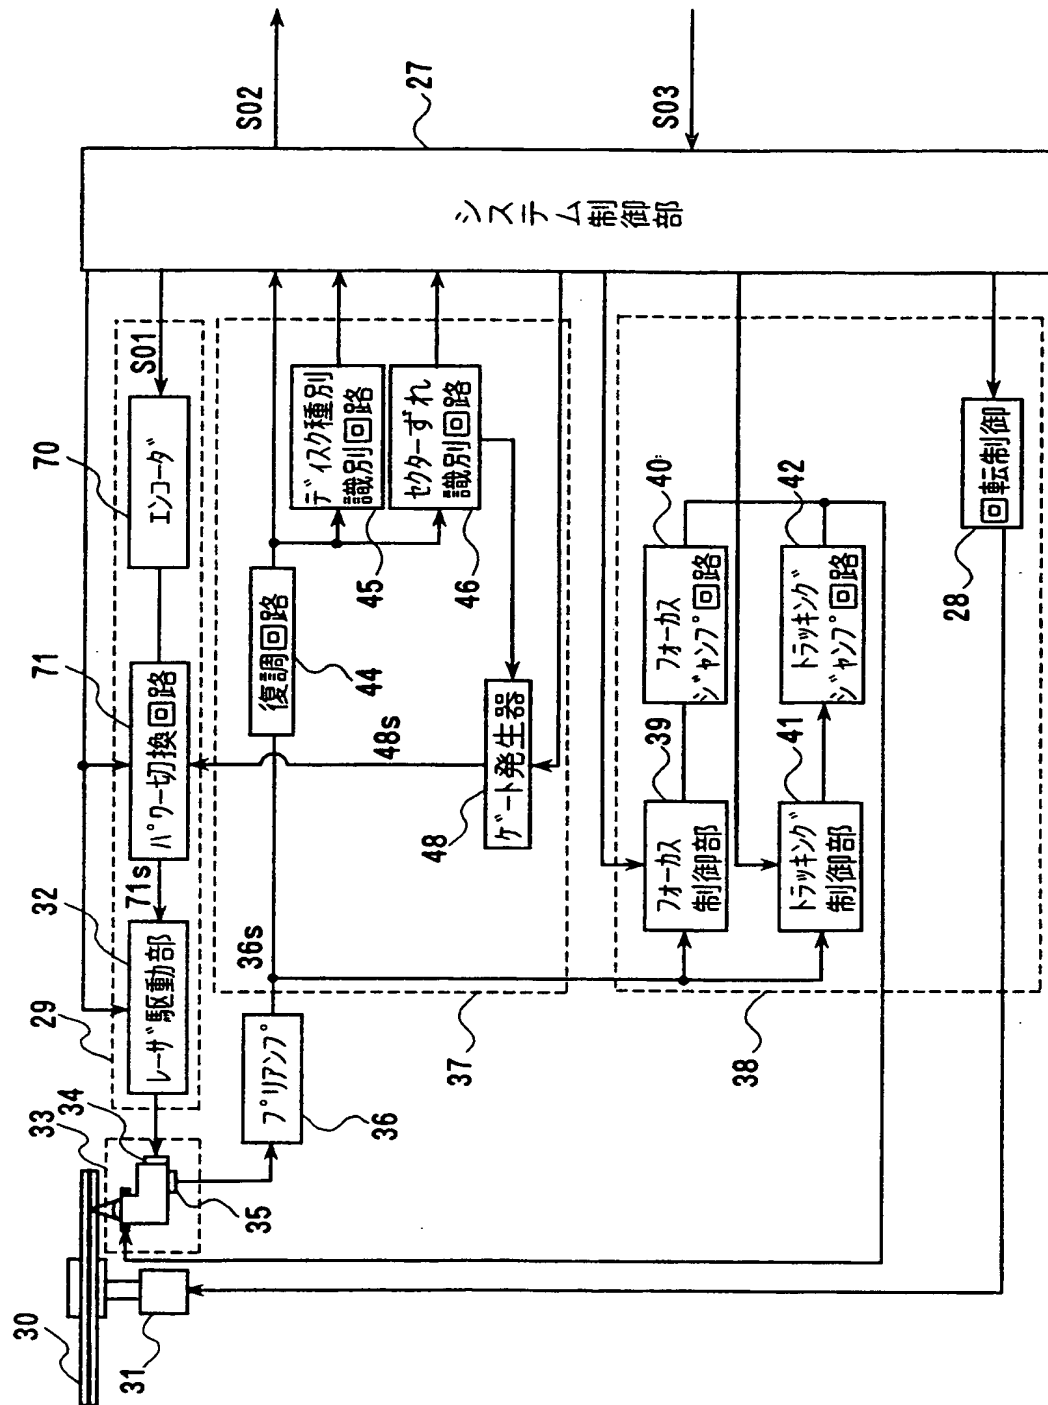 30
31
33
34
35
29
32
レーザ駆動部
71s
71
パワー切換回路
70
エンコーダ
S01
S02
27
システム制御部
S03
プリアンプ
36
36s
復調回路
44
48s
ディスク種別
識別回路
45
セクターずれ
識別回路
46
ゲート発生器
48
37
フォーカス
制御部
39
フォーカス
ジャンプ回路
40
トラッキング
制御部
41
トラッキング
ジャンプ回路
42
38
回転制御
28